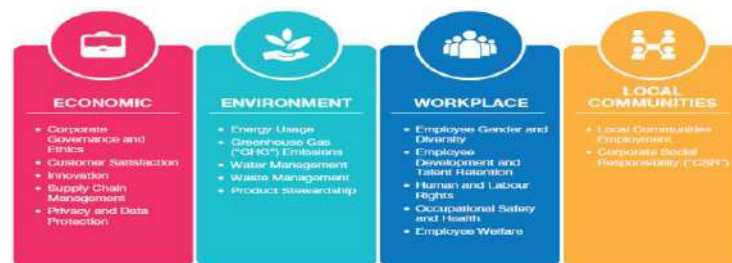 ECONOMIC
• Corporate
Governance and
Ethics
• Customer Satisfaction
• Innovation
• Supply Chain
Management
• Privacy and Data
Protection
ENVIRONMENT
• Energy Usage
• Greenhouse Gas
("GHG") Emissions
• Water Management
• Waste Management
• Product Stewardship
WORKPLACE
• Employee Gender and
Diversity
• Employee
Development and
Talent Retention
• Human and Labour
Rights
• Occupational Safety
and Health
• Employee Welfare
LOCAL
COMMUNITIES
• Local Communities
Employment
• Corporate Social
Responsibility ("CSR")